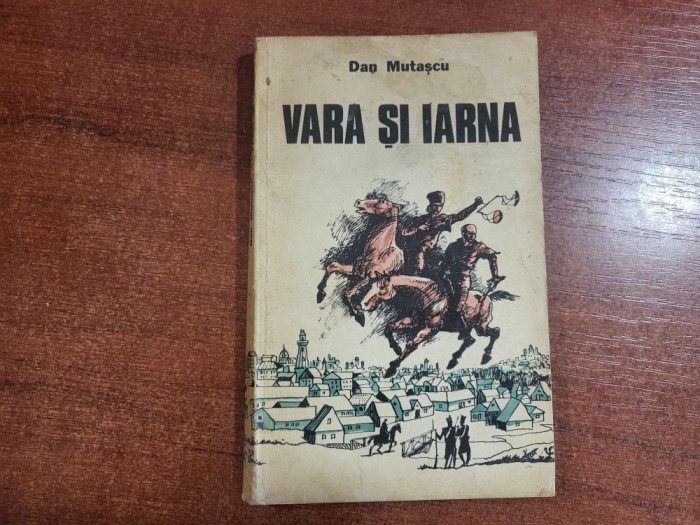 Dan Mutașcu
VARA ȘI IARNA